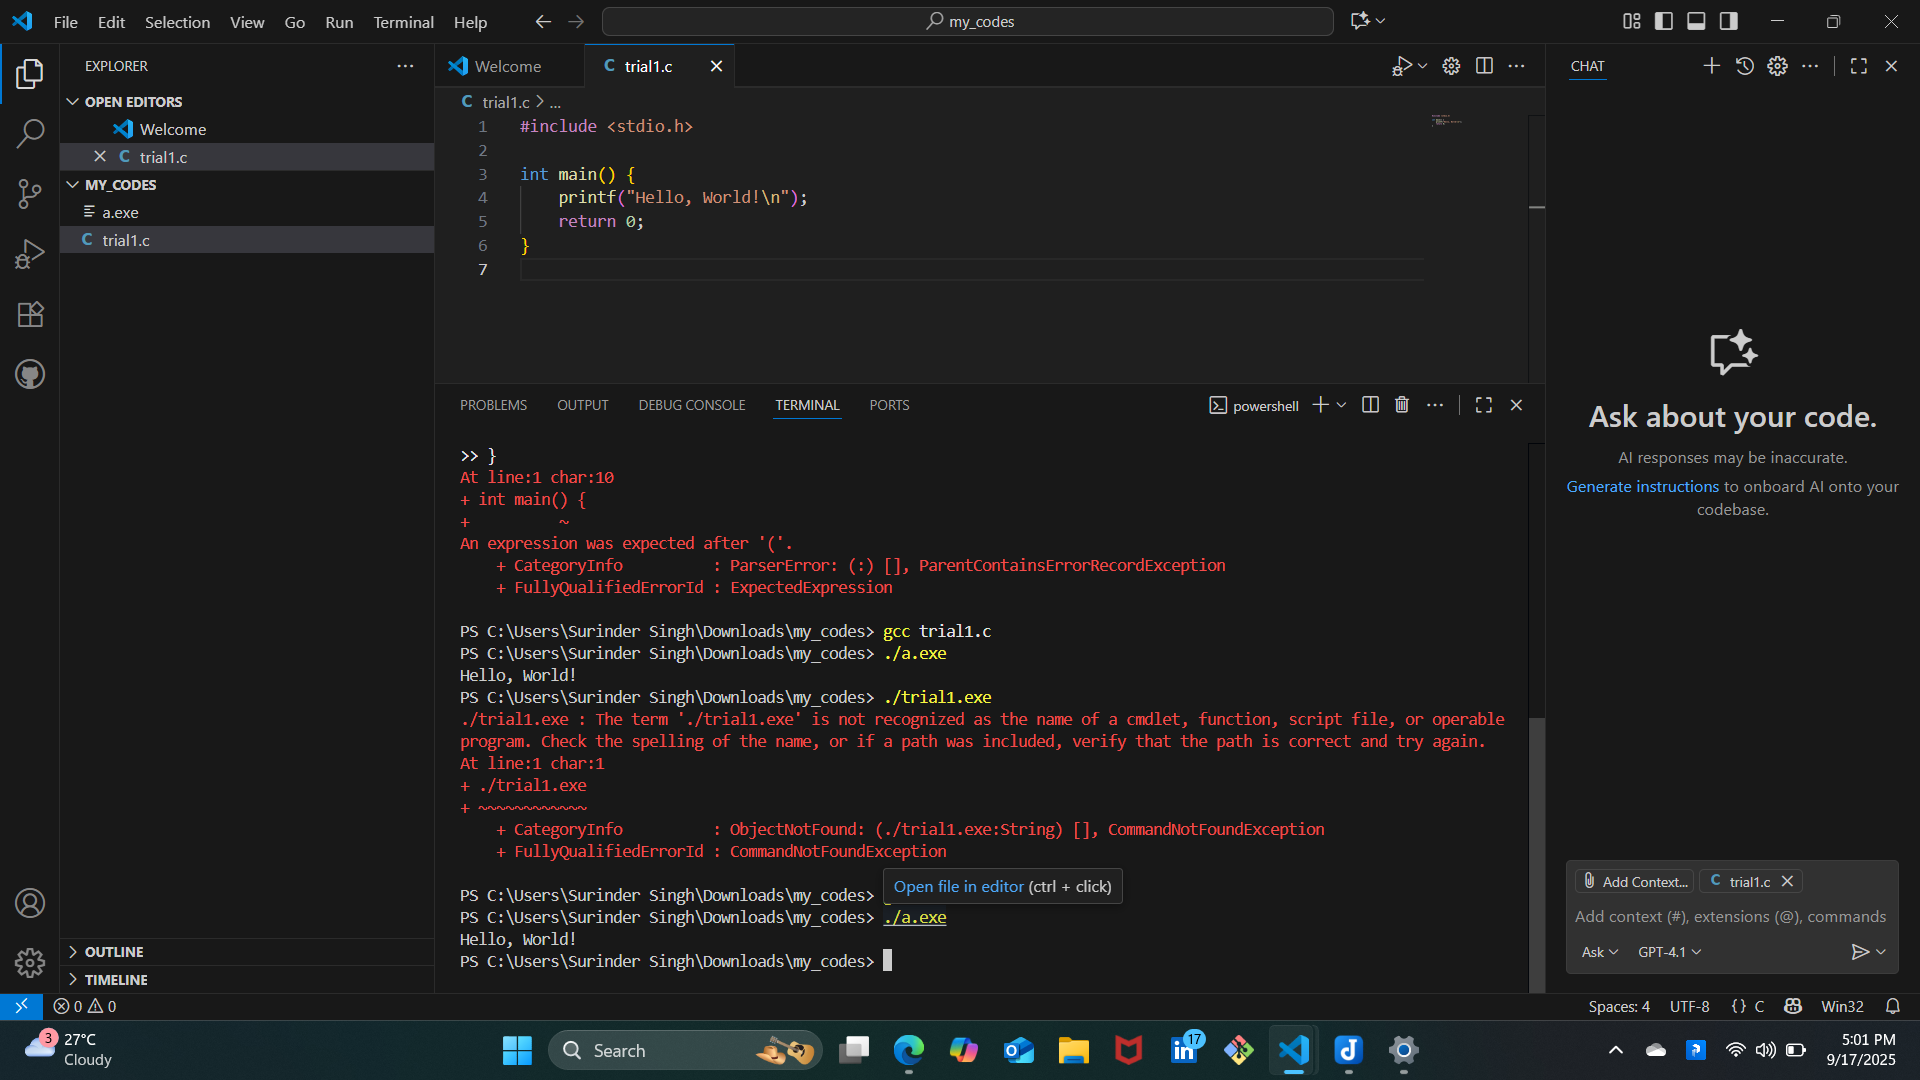 File Edit Selection View Go Run Terminal Help
my_codes
EXPLORER
OPEN EDITORS
Welcome
trial1.c
MY_CODES
a.exe
trial1.c
OUTLINE
TIMELINE
Welcome
trial1.c
trial1.c > ...
1 #include <stdio.h>
2
3 int main() {
4 printf("Hello, World!\n");
5 return 0;
6 }
7
PROBLEMS OUTPUT DEBUG CONSOLE TERMINAL PORTS
powershell
>> }
At line:1 char:10
+ int main() {
+ ~
An expression was expected after '('.
+ CategoryInfo : ParserError: (:) [], ParentContainsErrorRecordException
+ FullyQualifiedErrorId : ExpectedExpression
PS C:\Users\Surinder Singh\Downloads\my_codes> gcc trial1.c
PS C:\Users\Surinder Singh\Downloads\my_codes> ./a.exe
Hello, World!
PS C:\Users\Surinder Singh\Downloads\my_codes> ./trial1.exe
./trial1.exe : The term './trial1.exe' is not recognized as the name of a cmdlet, function, script file, or operable
program. Check the spelling of the name, or if a path was included, verify that the path is correct and try again.
At line:1 char:1
+ ./trial1.exe
+ ~~~~~~~~~~~~
+ CategoryInfo : ObjectNotFound: (./trial1.exe:String) [], CommandNotFoundException
+ FullyQualifiedErrorId : CommandNotFoundException
Open file in editor (ctrl + click)
PS C:\Users\Surinder Singh\Downloads\my_codes>
PS C:\Users\Surinder Singh\Downloads\my_codes> ./a.exe
Hello, World!
PS C:\Users\Surinder Singh\Downloads\my_codes>
CHAT
Ask about your code.
AI responses may be inaccurate.
Generate instructions to onboard AI onto your
codebase.
Add Context... trial1.c
Add context (#), extensions (@), commands
Ask GPT-4.1
0 0
Spaces: 4 UTF-8 {} C Win32
3
27°C
Cloudy
Search
17
5:01 PM
9/17/2025